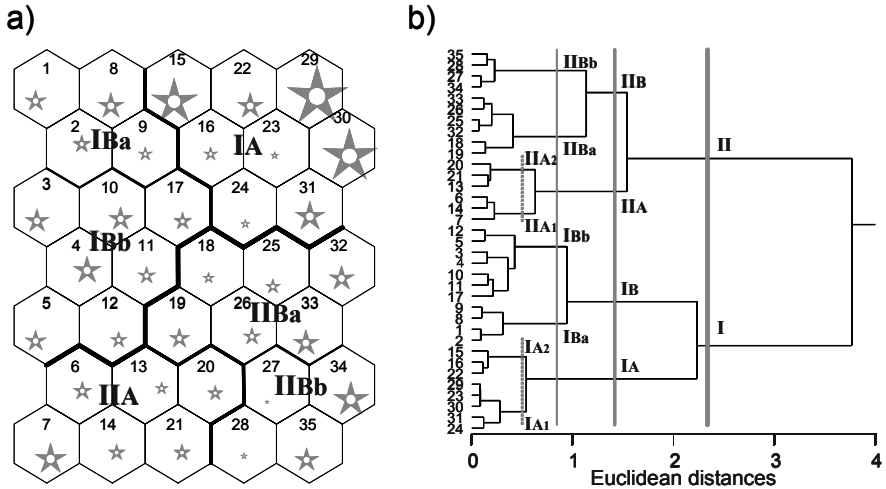 a)
1 8 15 22 29
2 9 16 23 30
IBa IA
3 10 17 24 31
IBb
4 11 18 25 32
5 12 19 26 33
IIBa
6 13 20 27 34
IIA IIBb
7 14 21 28 35
b)
35
28 IIBb
27 IIB
34
33
26
25
32
18 IIBa
19
20 IIA2 II
21
13
6 IIA
14
7 IIA1
12 IBb
5
3
4
10 IB
11
17
9
8 I
1
2 IBa
15 IA2
16
22 IA
29
23
30
31
24 IA1
0 1 2 3 4
Euclidean distances